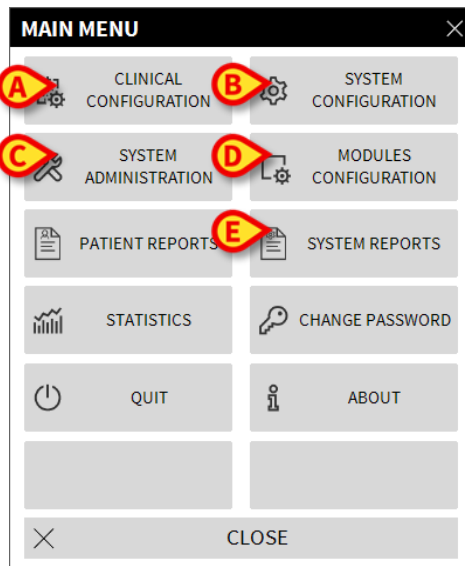 MAIN MENU
A
CLINICAL
CONFIGURATION
B
SYSTEM
CONFIGURATION
C
SYSTEM
ADMINISTRATION
D
MODULES
CONFIGURATION
PATIENT REPORTS
E
SYSTEM REPORTS
STATISTICS
CHANGE PASSWORD
QUIT
ABOUT
CLOSE